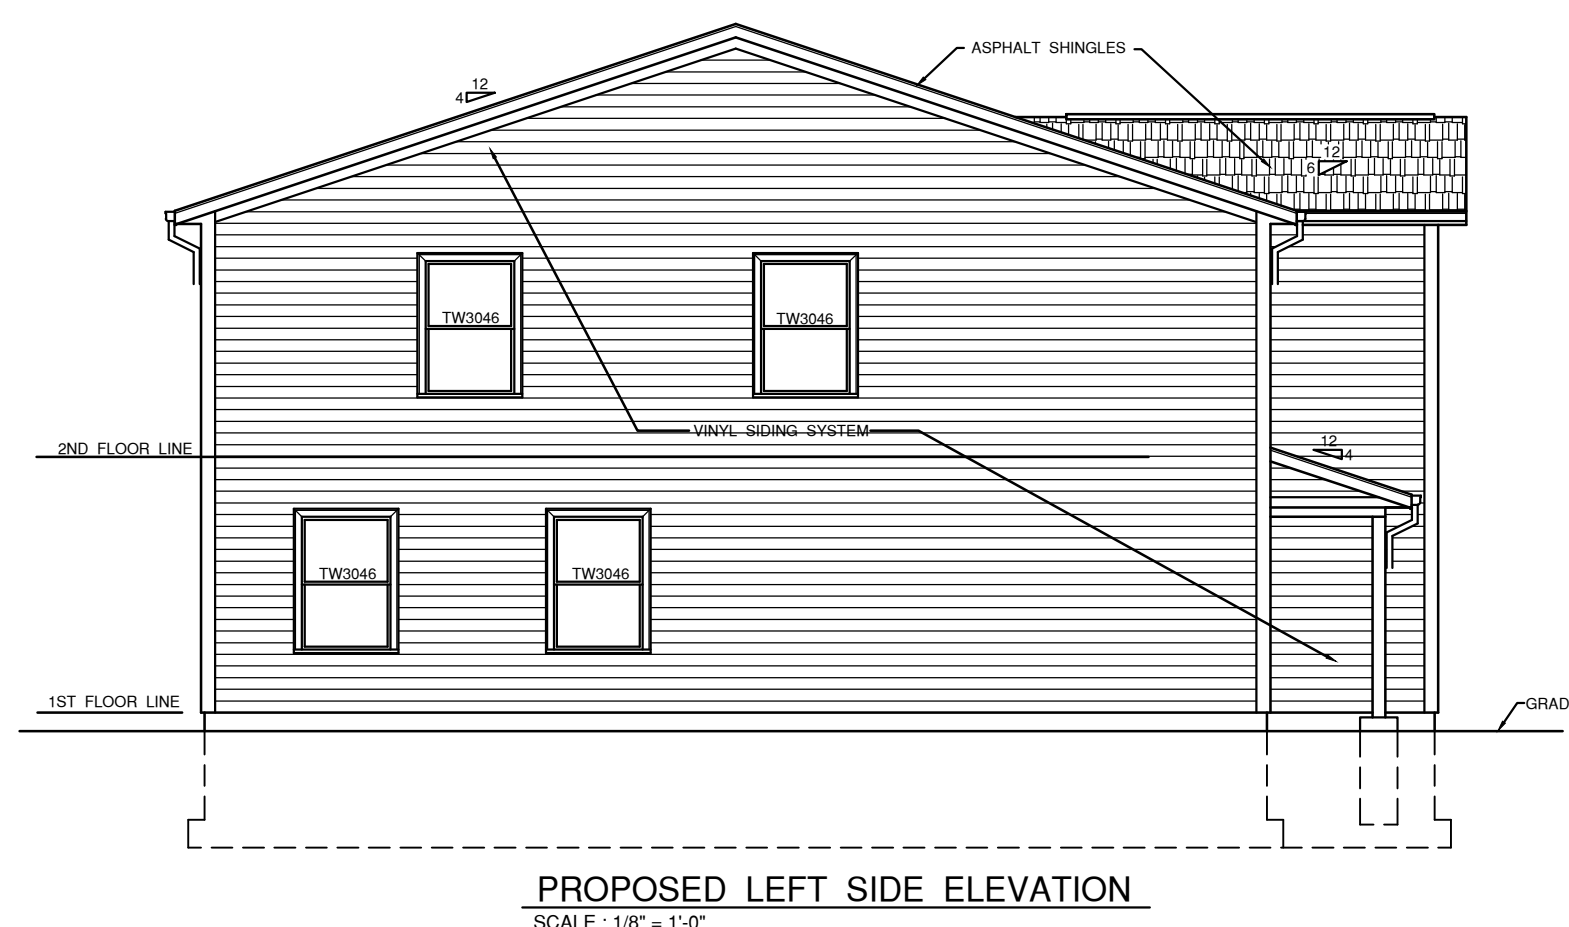 ASPHALT SHINGLES
12
4
12
6
TW3046
TW3046
VINYL SIDING SYSTEM
2ND FLOOR LINE
12
4
TW3046
TW3046
1ST FLOOR LINE
GRAD
PROPOSED LEFT SIDE ELEVATION
SCALE : 1/8" = 1'-0"